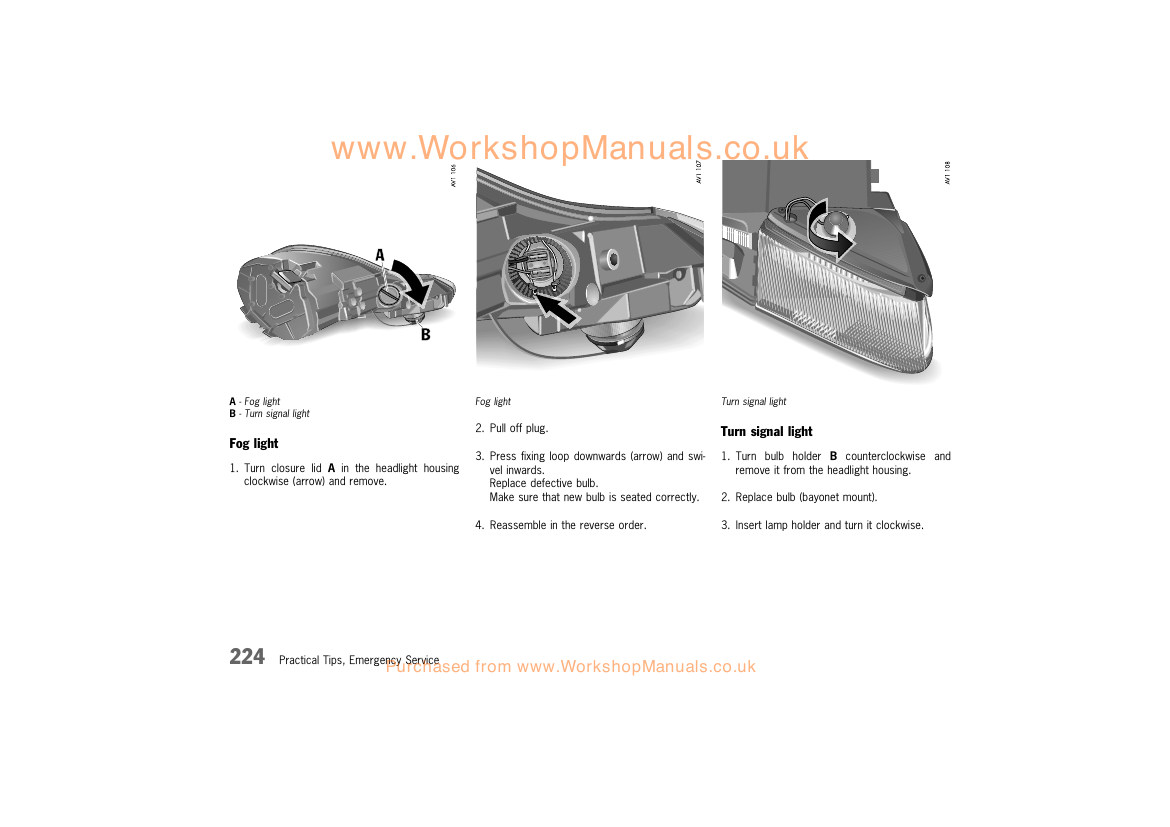 www.WorkshopManuals.co.uk
AV1 106
A
B
A - Fog light
B - Turn signal light
Fog light
1. Turn closure lid A in the headlight housing
clockwise (arrow) and remove.
AV1 107
Fog light
2. Pull off plug.
3. Press fixing loop downwards (arrow) and swi-
vel inwards.
Replace defective bulb.
Make sure that new bulb is seated correctly.
4. Reassemble in the reverse order.
AV1 108
Turn signal light
Turn signal light
1. Turn bulb holder B counterclockwise and
remove it from the headlight housing.
2. Replace bulb (bayonet mount).
3. Insert lamp holder and turn it clockwise.
224 Practical Tips, Emergency Service
Purchased from www.WorkshopManuals.co.uk